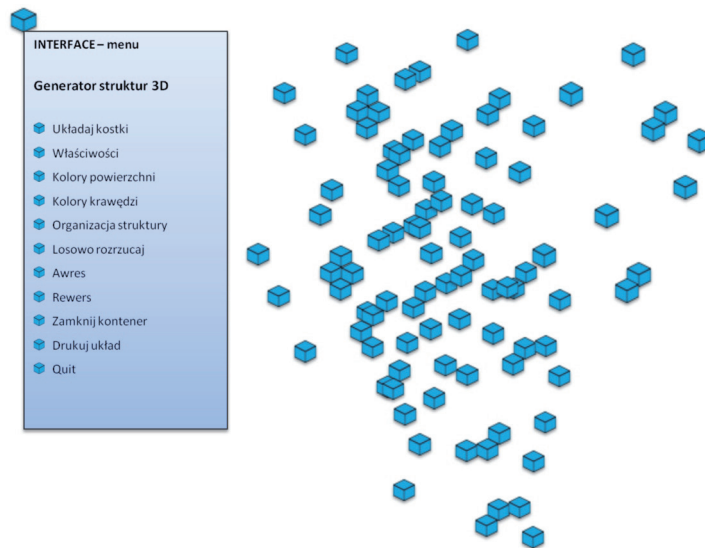 INTERFACE – menu
Generator struktur 3D
Układaj kostki
Właściwości
Kolory powierzchni
Kolory krawędzi
Organizacja struktury
Losowo rozrzucaj
Awres
Rewers
Zamknij kontener
Drukuj układ
Quit